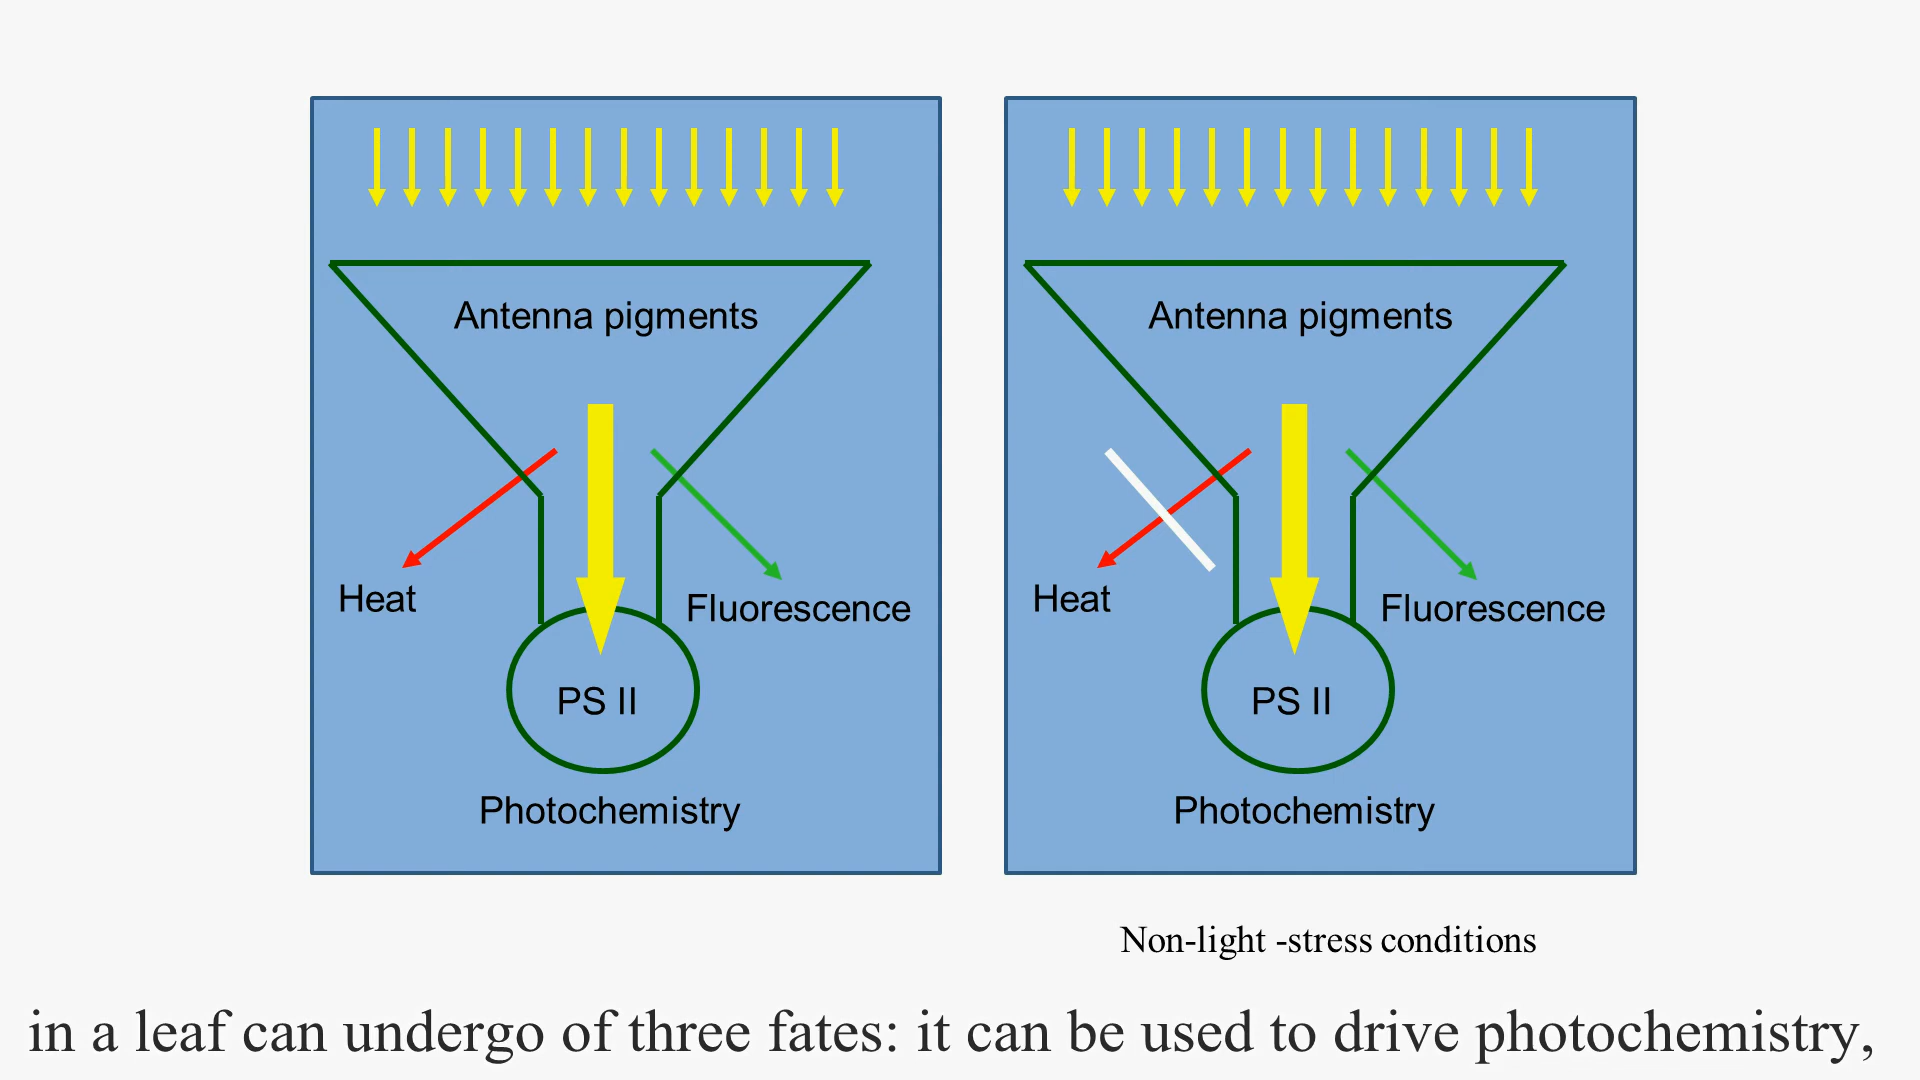 Antenna pigments
Heat
Fluorescence
PS II
Photochemistry
Antenna pigments
Heat
Fluorescence
PS II
Photochemistry
Non-light -stress conditions
in a leaf can undergo of three fates: it can be used to drive photochemistry,